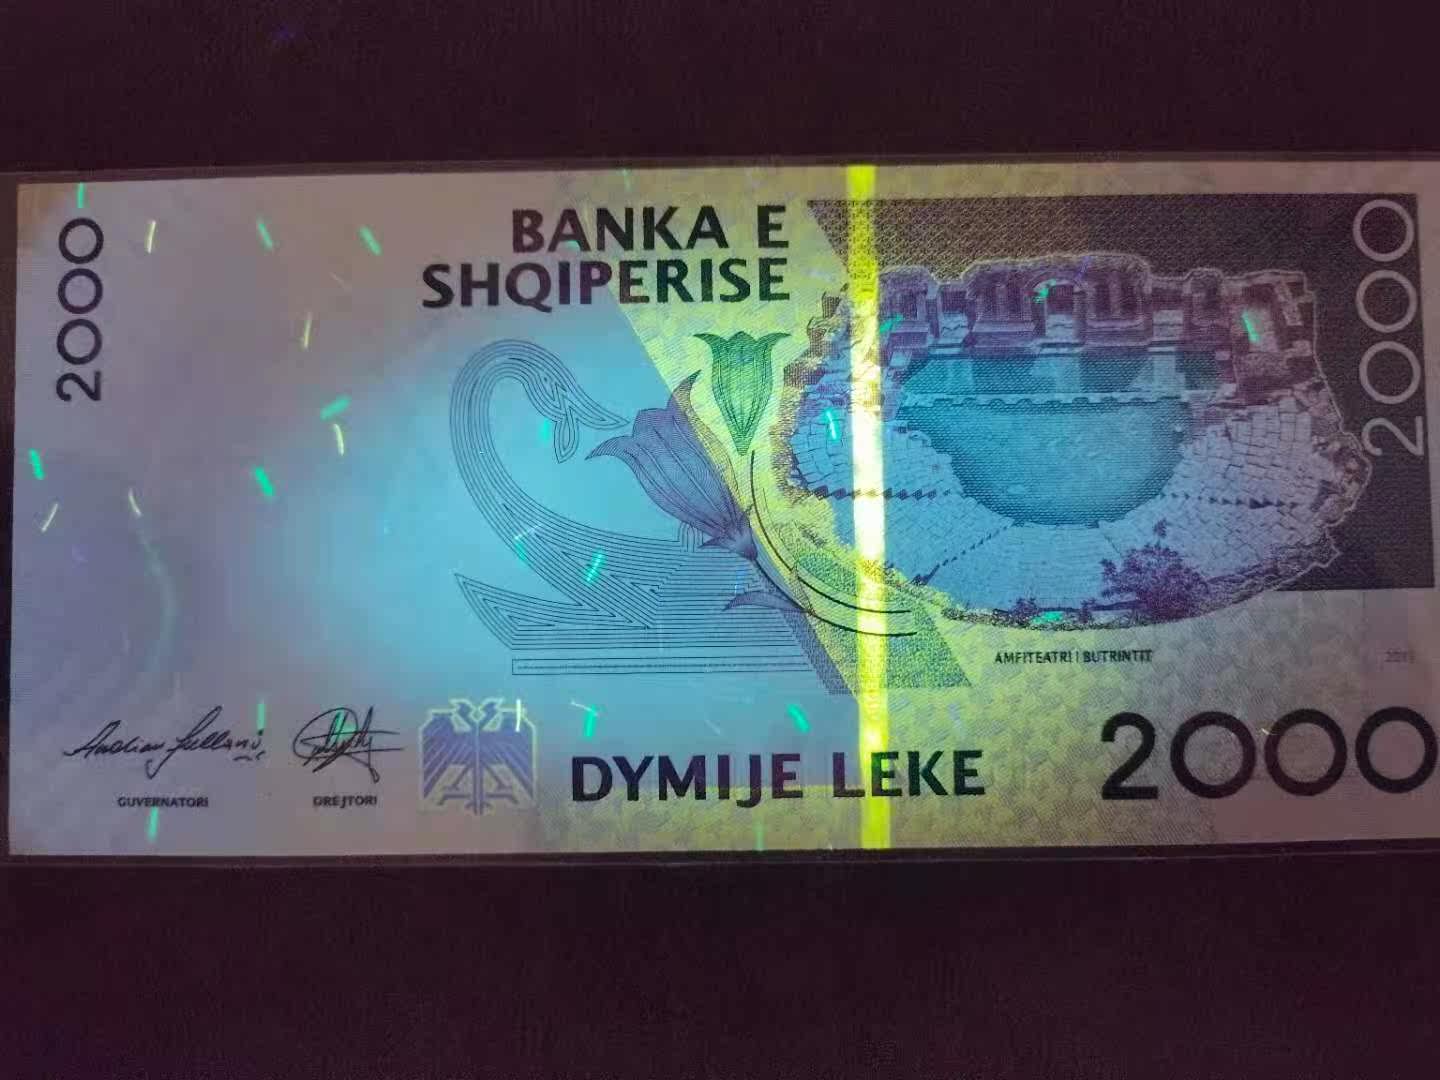 2000
BANKA E
SHQIPERISE
2000
AMFITEATRI I BUTRINTIT
GUVERNATORI
DREJTORI
DYMIJE LEKE
2000